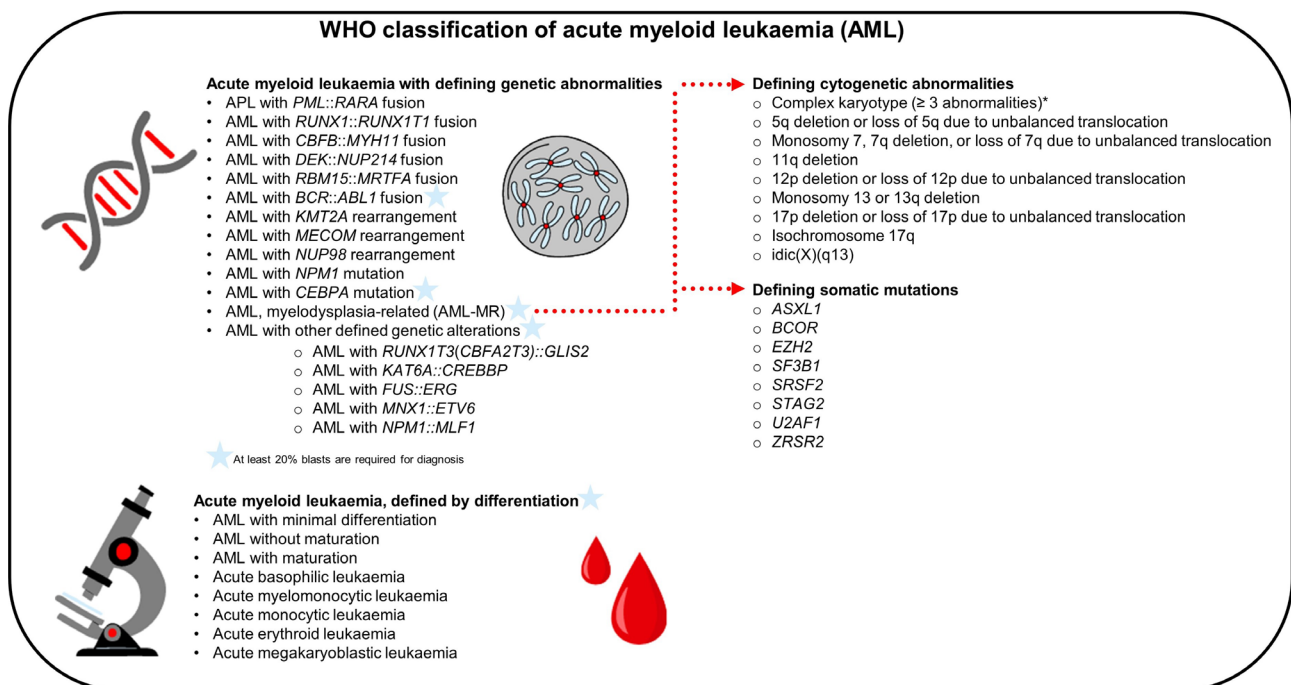 WHO classification of acute myeloid leukaemia (AML)
Acute myeloid leukaemia with defining genetic abnormalities
• APL with PML::RARA fusion
• AML with RUNX1::RUNX1T1 fusion
• AML with CBFB::MYH11 fusion
• AML with DEK::NUP214 fusion
• AML with RBM15::MRTFA fusion
• AML with BCR::ABL1 fusion
• AML with KMT2A rearrangement
• AML with MECOM rearrangement
• AML with NUP98 rearrangement
• AML with NPM1 mutation
• AML with CEBPA mutation
• AML, myelodysplasia-related (AML-MR)
• AML with other defined genetic alterations
o AML with RUNX1T3(CBFA2T3)::GLIS2
o AML with KAT6A::CREBBP
o AML with FUS::ERG
o AML with MNX1::ETV6
o AML with NPM1::MLF1
At least 20% blasts are required for diagnosis
Defining cytogenetic abnormalities
o Complex karyotype (≥ 3 abnormalities)*
o 5q deletion or loss of 5q due to unbalanced translocation
o Monosomy 7, 7q deletion, or loss of 7q due to unbalanced translocation
o 11q deletion
o 12p deletion or loss of 12p due to unbalanced translocation
o Monosomy 13 or 13q deletion
o 17p deletion or loss of 17p due to unbalanced translocation
o Isochromosome 17q
o idic(X)(q13)
Defining somatic mutations
o ASXL1
o BCOR
o EZH2
o SF3B1
o SRSF2
o STAG2
o U2AF1
o ZRSR2
Acute myeloid leukaemia, defined by differentiation
• AML with minimal differentiation
• AML without maturation
• AML with maturation
• Acute basophilic leukaemia
• Acute myelomonocytic leukaemia
• Acute monocytic leukaemia
• Acute erythroid leukaemia
• Acute megakaryoblastic leukaemia